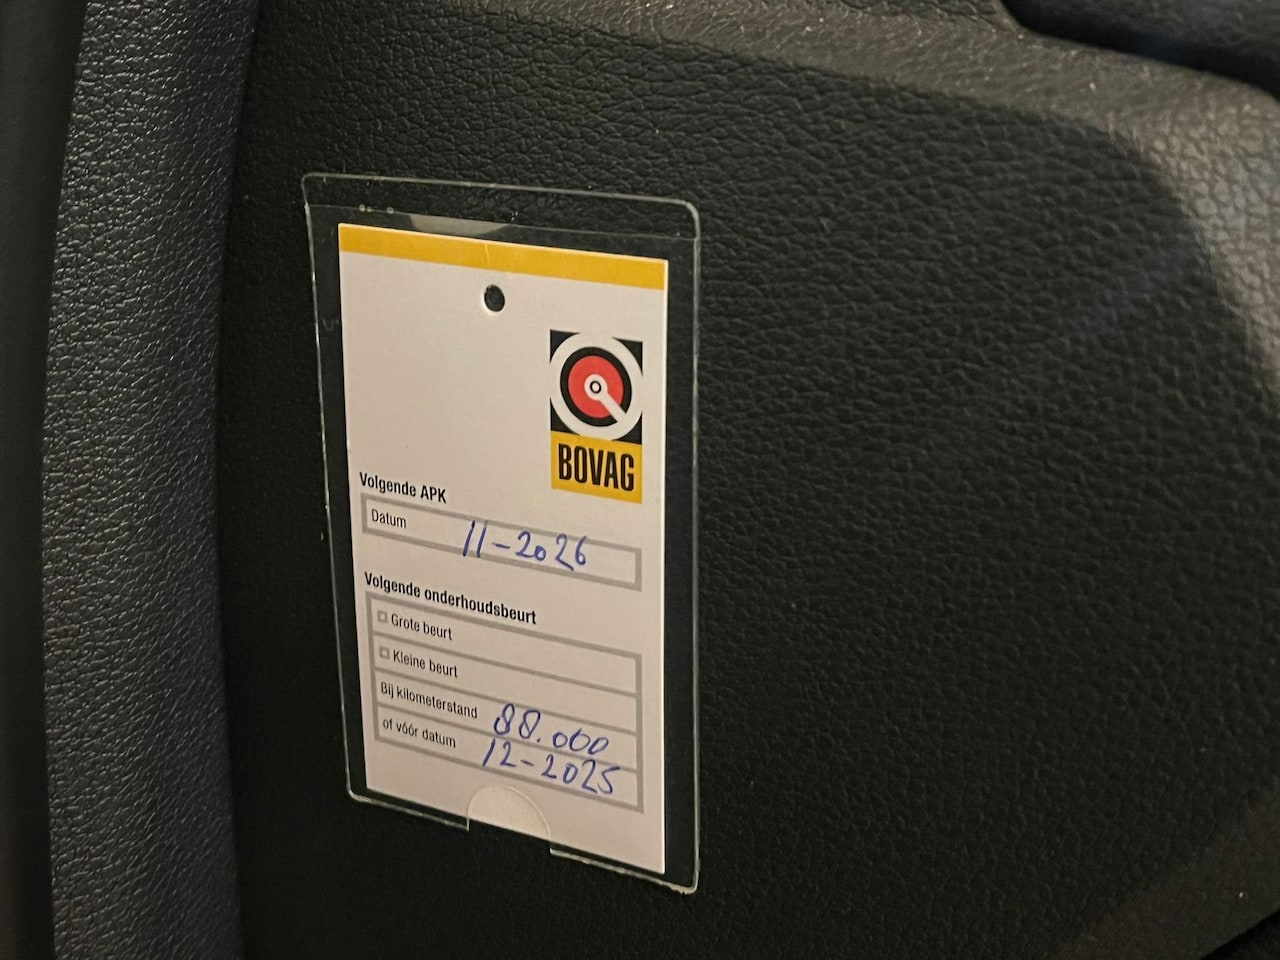 BOVAG
Volgende APK
Datum 11-2026
Volgende onderhoudsbeurt
Grote beurt
Kleine beurt
Bij kilometerstand 88.000
of vóór datum 12-2025